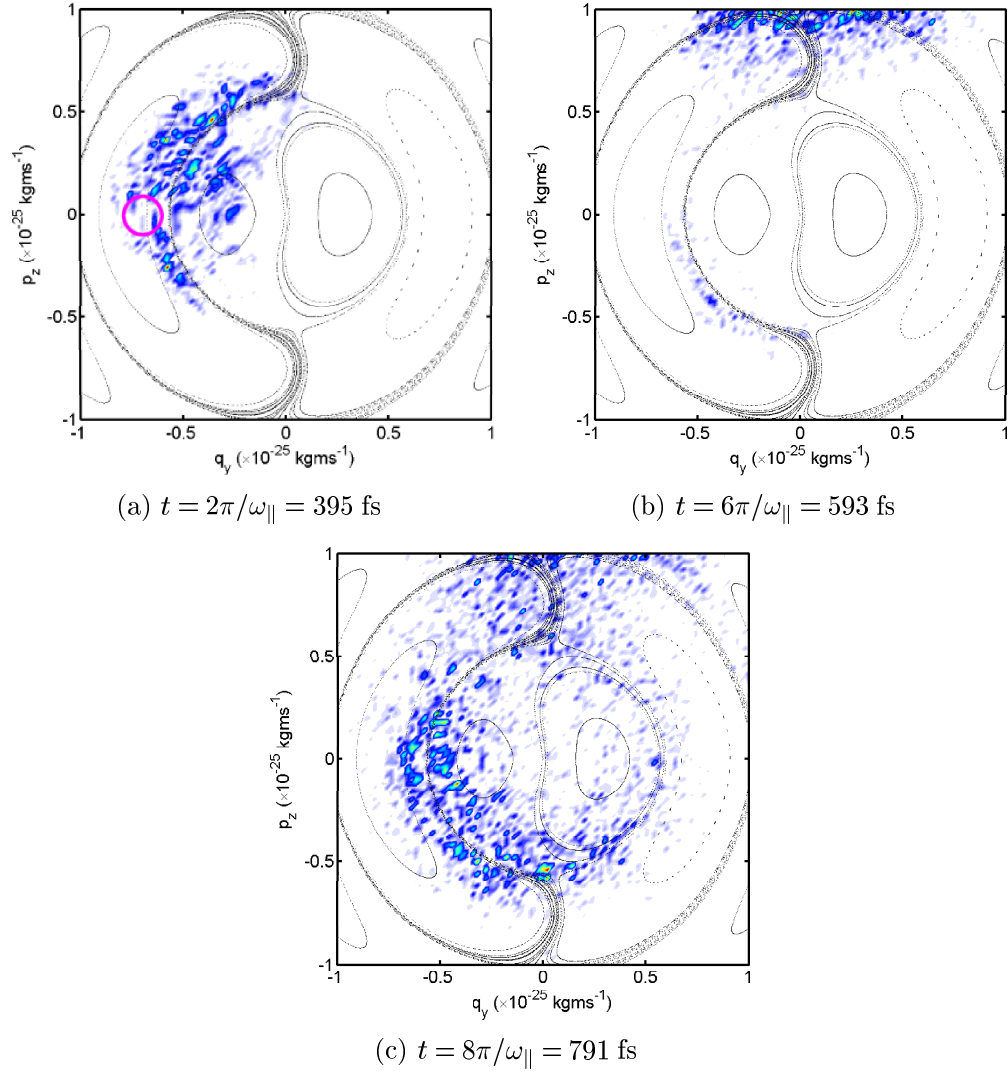 1
0.5
0
-0.5
-1
p_z (×10^-25 kgms^-1)
-1 -0.5 0 0.5 1
q_y (×10^-25 kgms^-1)
(a) t = 2π/ω_∥ = 395 fs
1
0.5
0
-0.5
-1
p_z (×10^-25 kgms^-1)
-1 -0.5 0 0.5 1
q_y (×10^-25 kgms^-1)
(b) t = 6π/ω_∥ = 593 fs
1
0.5
0
-0.5
-1
p_z (×10^-25 kgms^-1)
-1 -0.5 0 0.5 1
q_y (×10^-25 kgms^-1)
(c) t = 8π/ω_∥ = 791 fs